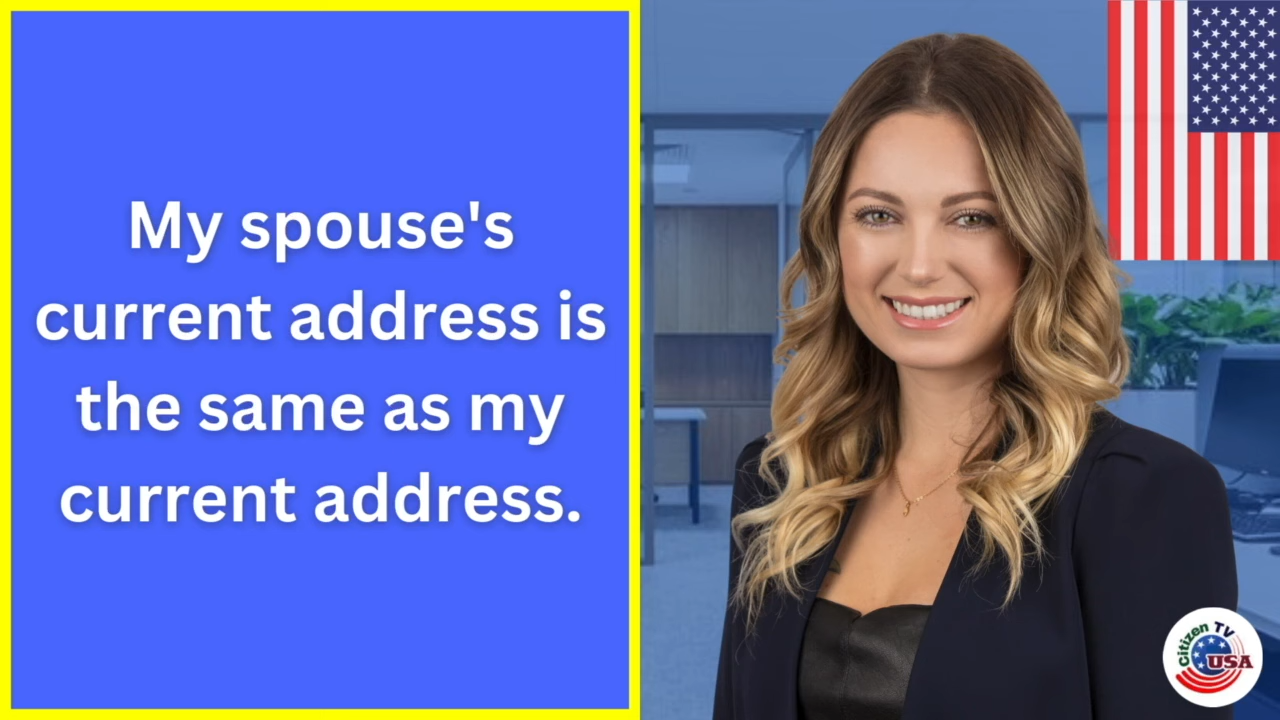 My spouse's
current address is
the same as my
current address.
Citizen TV
USA